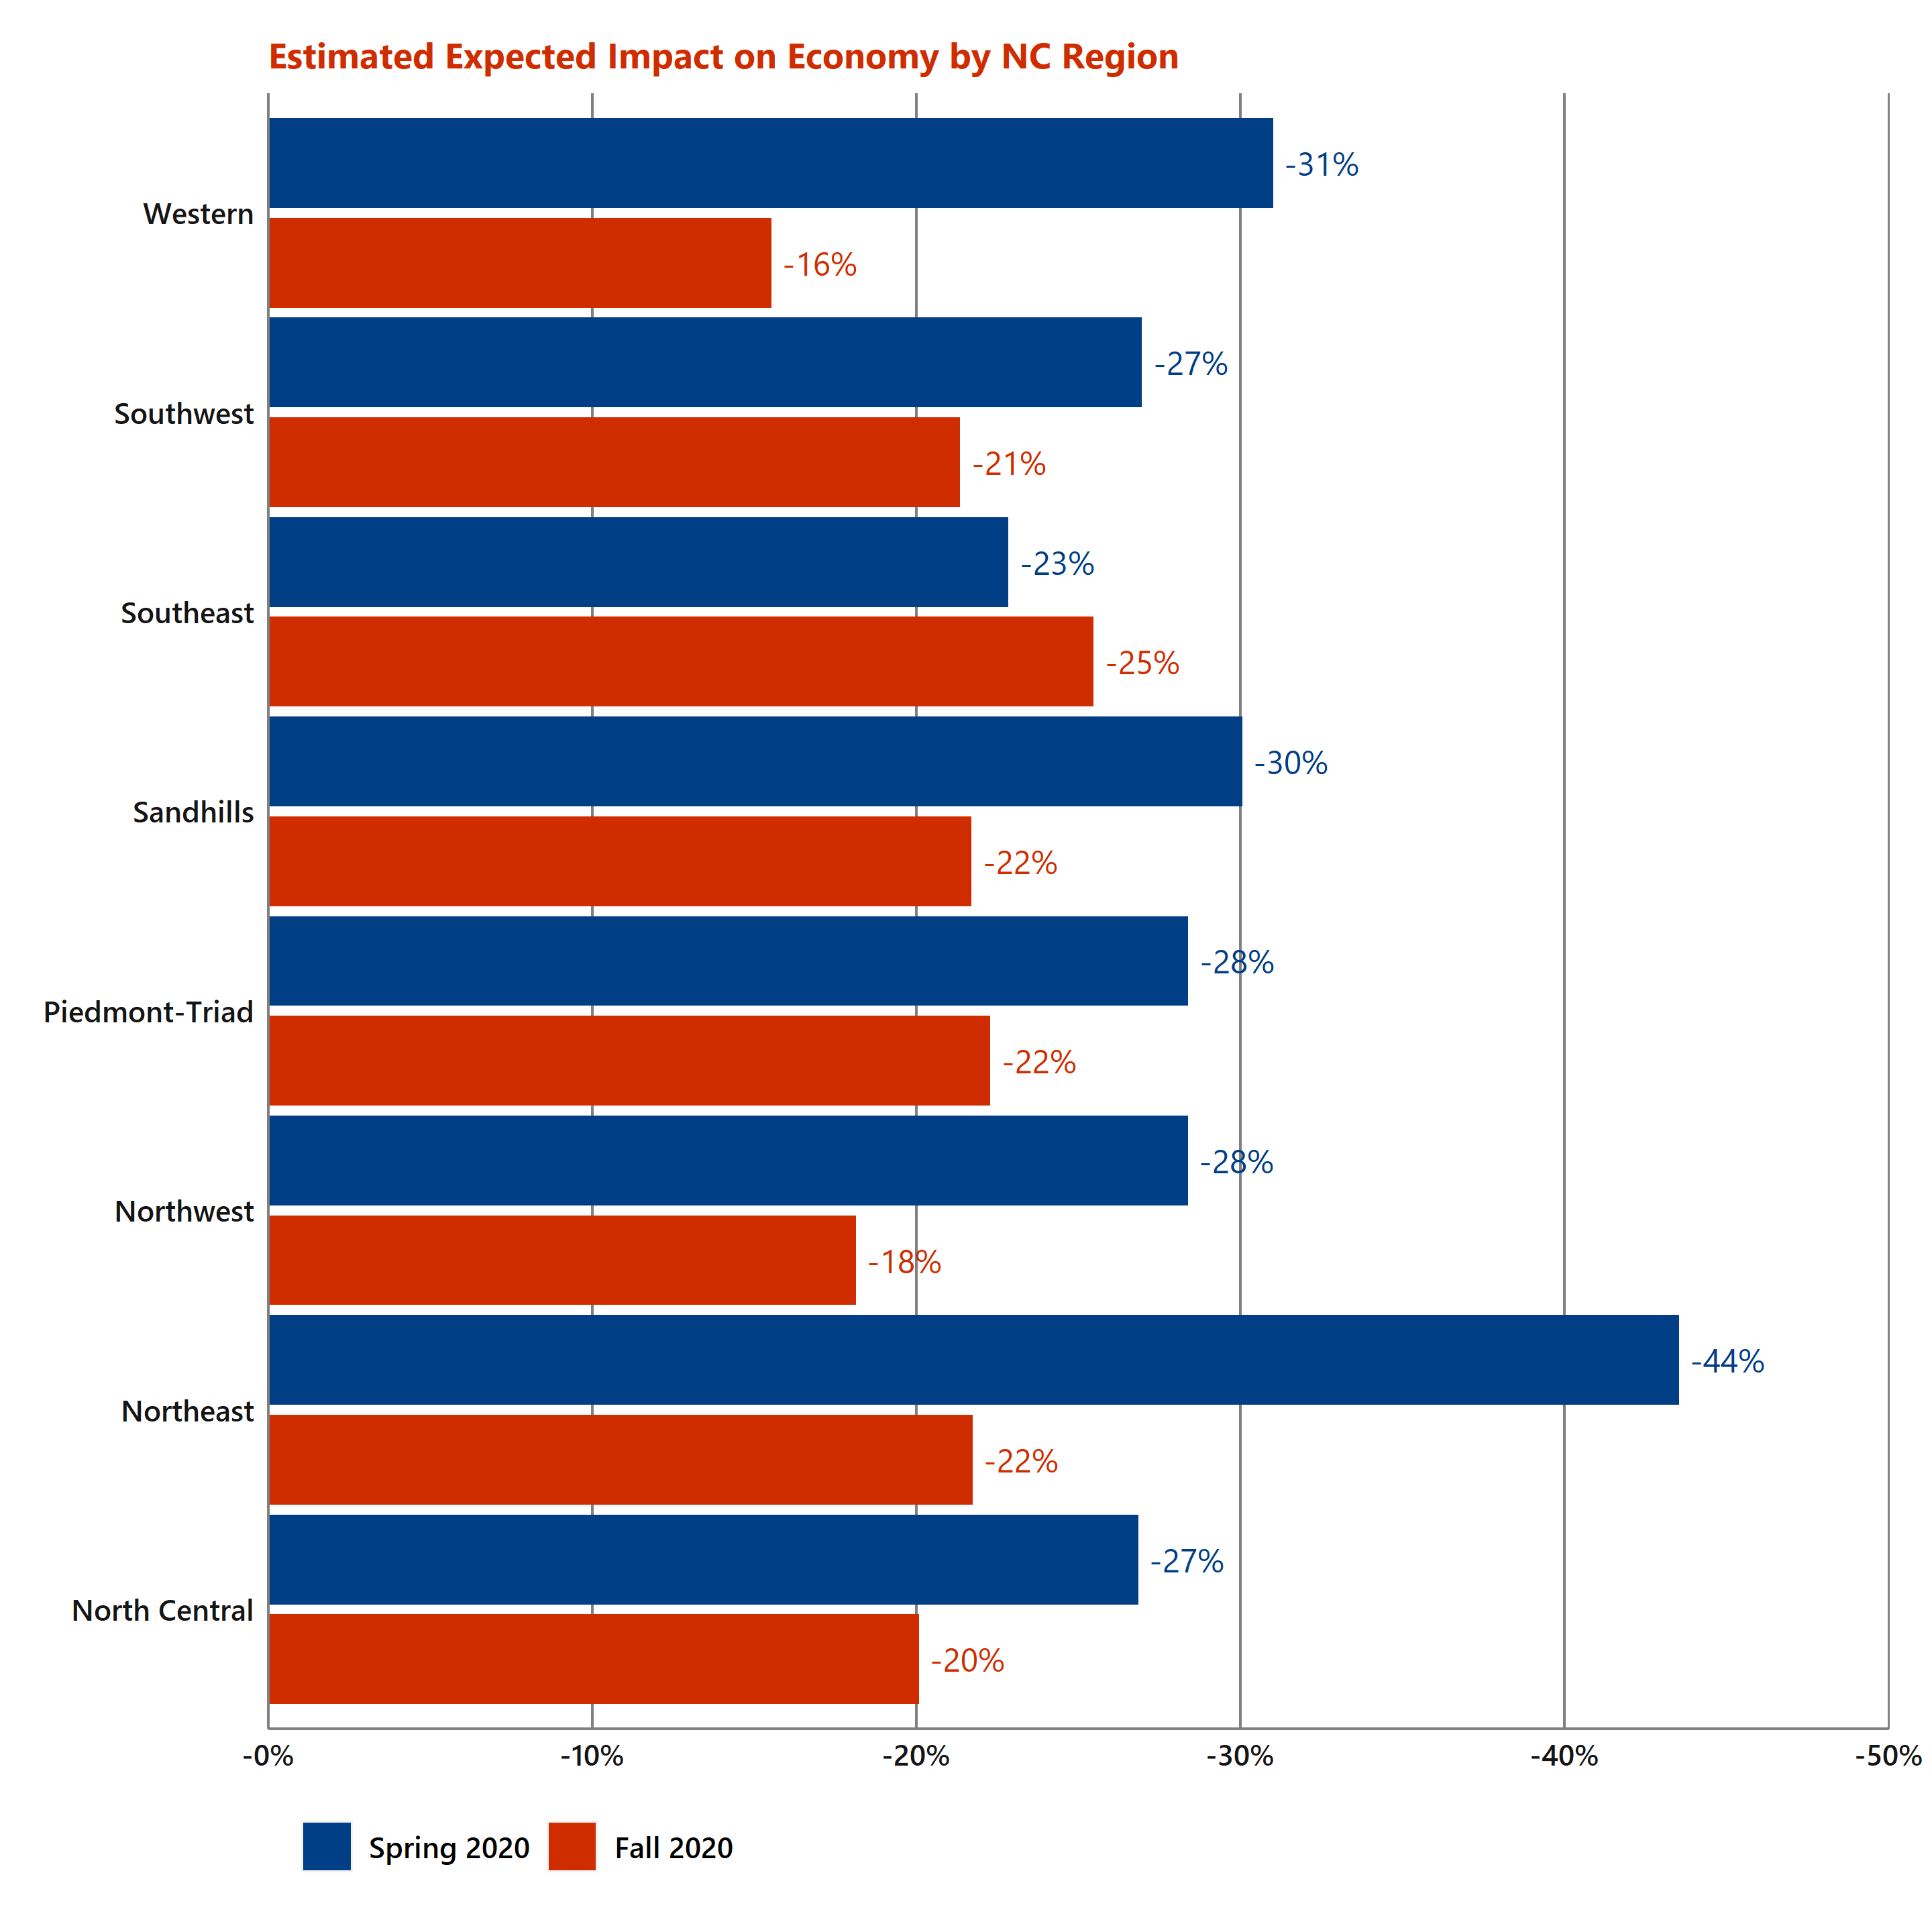 Estimated Expected Impact on Economy by NC Region
-31%
Western
-16%
-27%
Southwest
-21%
-23%
Southeast
-25%
-30%
Sandhills
-22%
-28%
Piedmont-Triad
-22%
-28%
Northwest
-18%
-44%
Northeast
-22%
-27%
North Central
-20%
-0% -10% -20% -30% -40% -50%
Spring 2020 Fall 2020